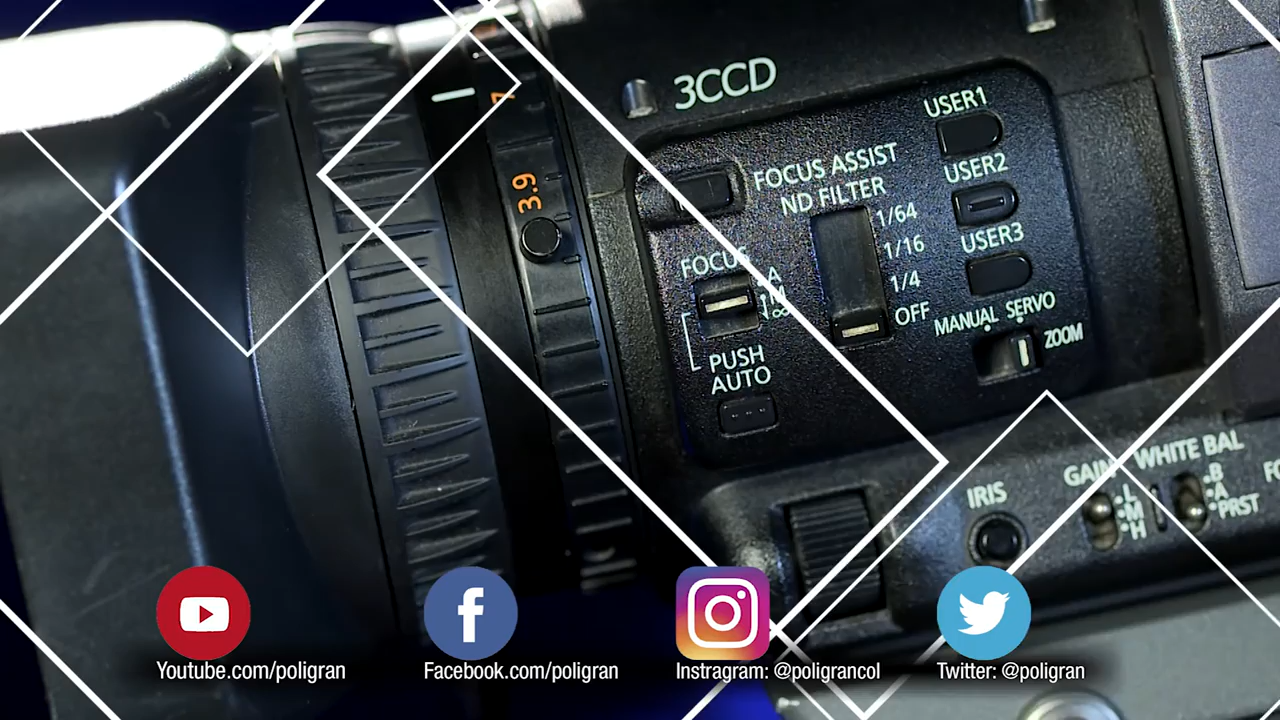 3CCD
7
3.9
FOCUS ASSIST
ND FILTER
1/64
1/16
1/4
OFF
USER1
USER2
USER3
FOCUS
A
M
∞
PUSH
AUTO
MANUAL SERVO
ZOOM
IRIS
GAIN
L
M
H
WHITE BAL
B
A
PRST
Youtube.com/poligran
Facebook.com/poligran
Instragram: @poligrancol
Twitter: @poligran